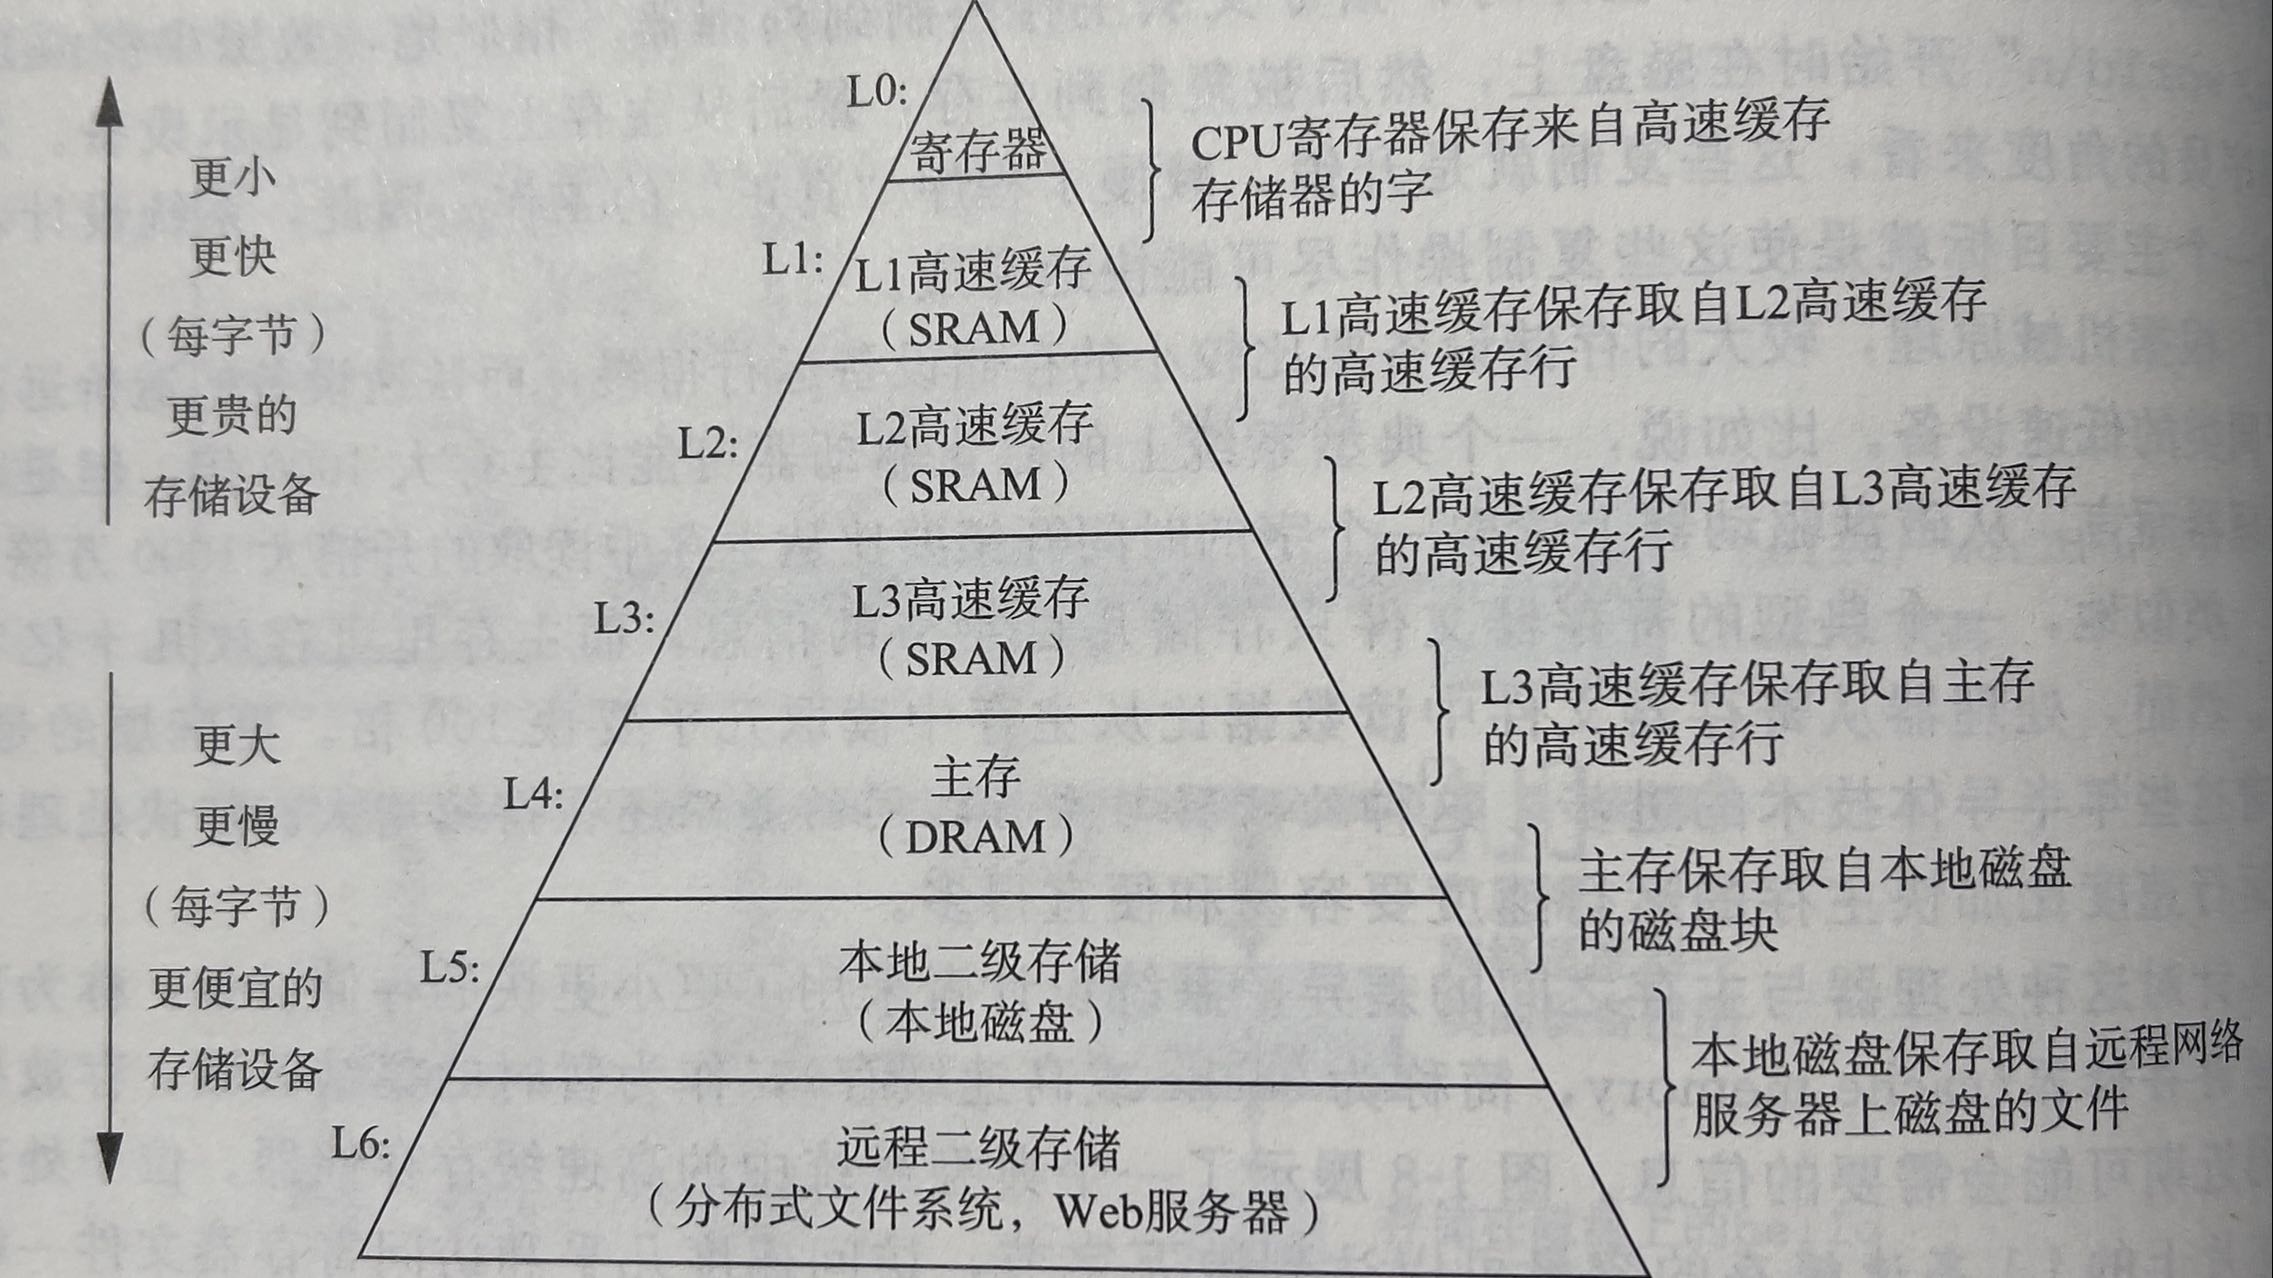 L0:
寄存器
CPU寄存器保存来自高速缓存
存储器的字
更小
更快
（每字节）
更贵的
存储设备
L1:
L1高速缓存
（SRAM）
L1高速缓存保存取自L2高速缓存
的高速缓存行
L2:
L2高速缓存
（SRAM）
L2高速缓存保存取自L3高速缓存
的高速缓存行
L3:
L3高速缓存
（SRAM）
L3高速缓存保存取自主存
的高速缓存行
更大
更慢
（每字节）
更便宜的
存储设备
L4:
主存
（DRAM）
主存保存取自本地磁盘
的磁盘块
L5:
本地二级存储
（本地磁盘）
本地磁盘保存取自远程网络
服务器上磁盘的文件
L6:
远程二级存储
（分布式文件系统，Web服务器）